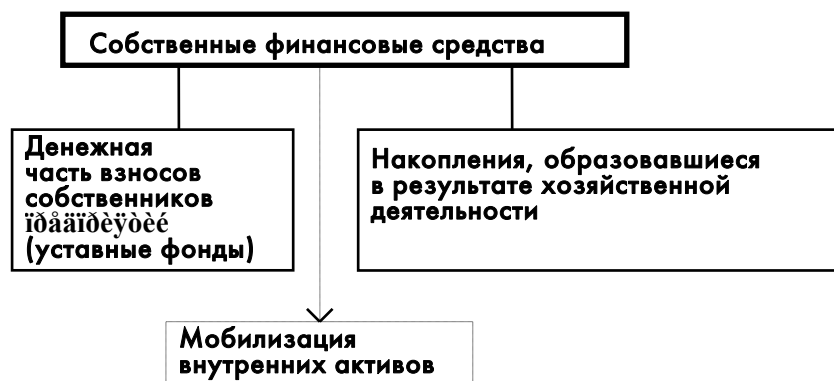 Собственные финансовые средства
Денежная
часть взносов
собственников
ïðåäïðèÿòèé
(уставные фонды)
Накопления, образовавшиеся
в результате хозяйственной
деятельности
Мобилизация
внутренних активов